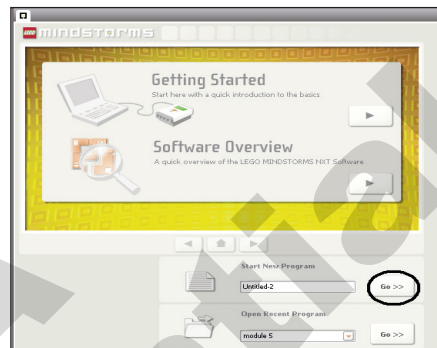 mindstorms
Getting Started
Start here with a quick introduction to the basics
Software Overview
A quick overview of the LEGO MINDSTORMS NXT Software
Start New Program
Untitled-2
Go >>
Open Recent Program
module 5
Go >>